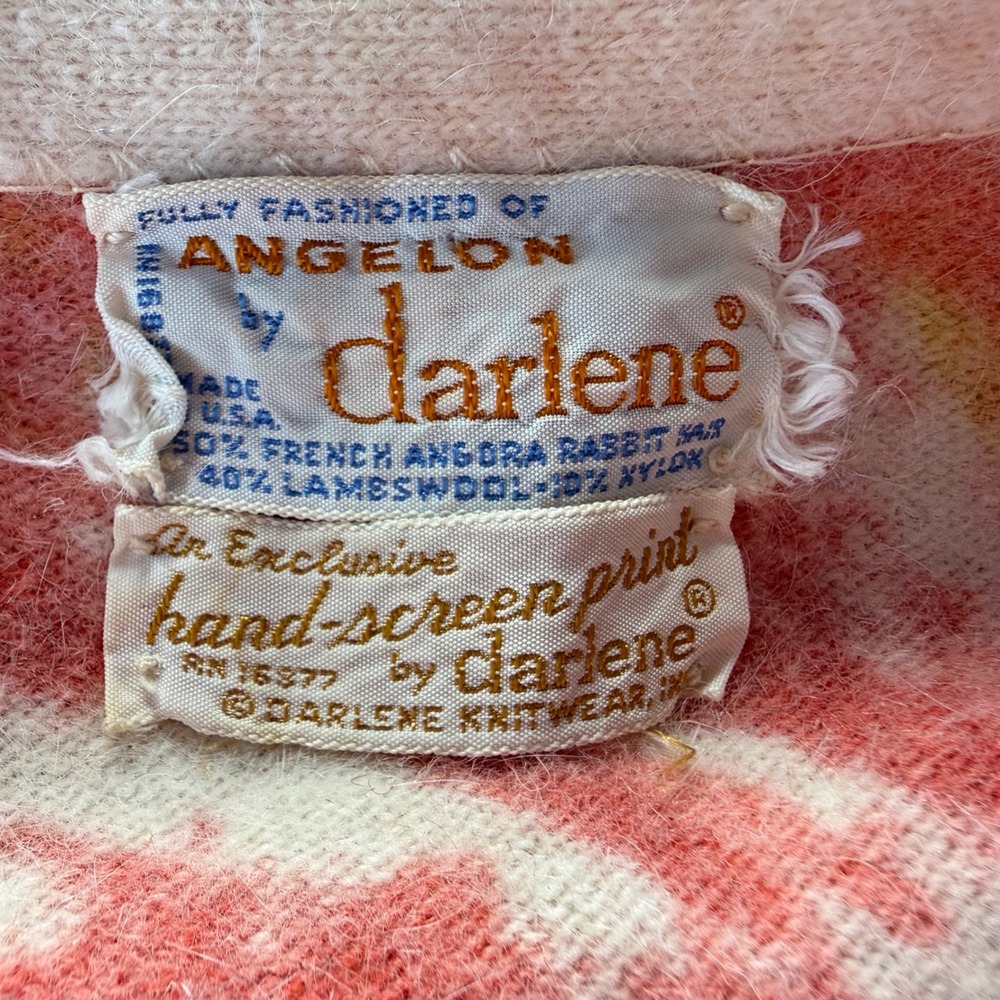 FULLY FASHIONED OF
ANGELON
by darlene®
MADE
U.S.A.
50% FRENCH ANGORA RABBIT HAIR
40% LAMBSWOOL-10% NYLON
An Exclusive
hand-screen print
by darlene®
RN 16377
© DARLENE KNITWEAR, INC